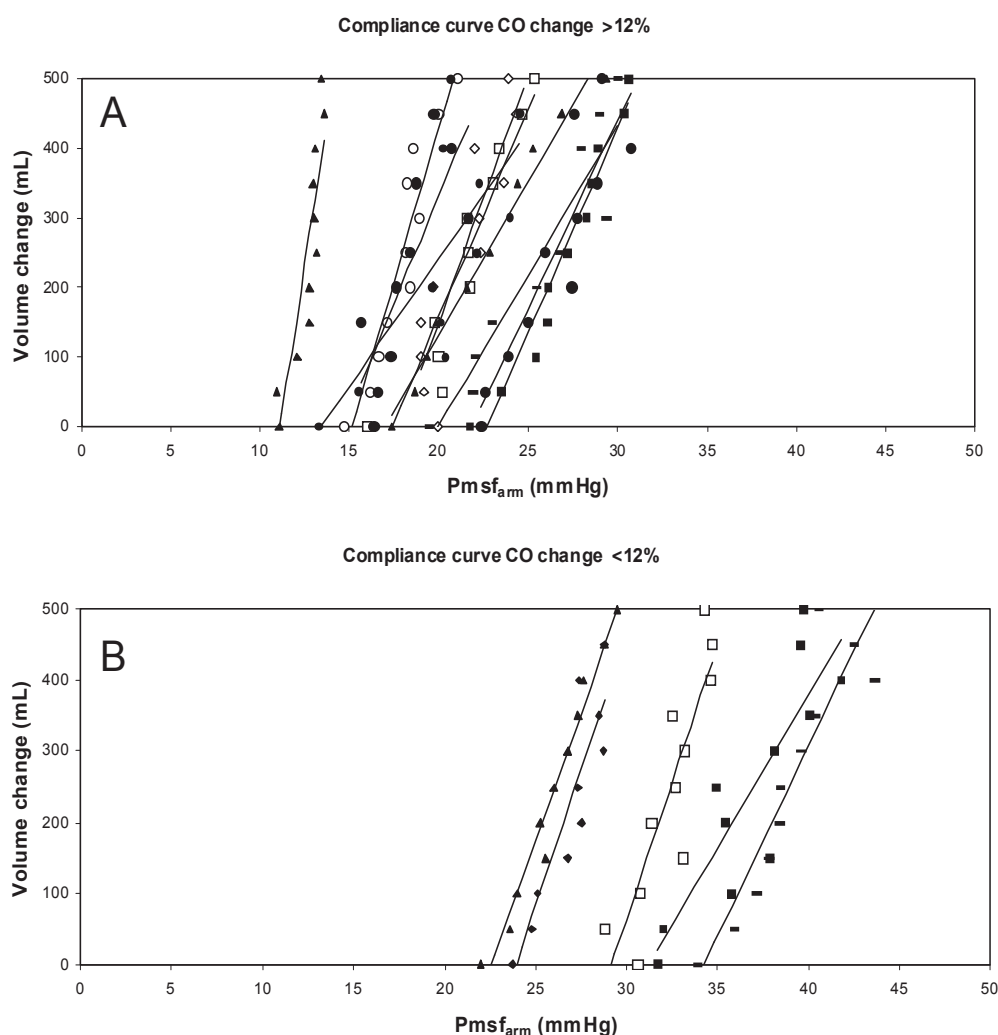 Compliance curve CO change >12%
A
Volume change (mL)
500
400
300
200
100
0
0 5 10 15 20 25 30 35 40 45 50
Pmsfarm (mmHg)
Compliance curve CO change <12%
B
Volume change (mL)
500
400
300
200
100
0
0 5 10 15 20 25 30 35 40 45 50
Pmsfarm (mmHg)